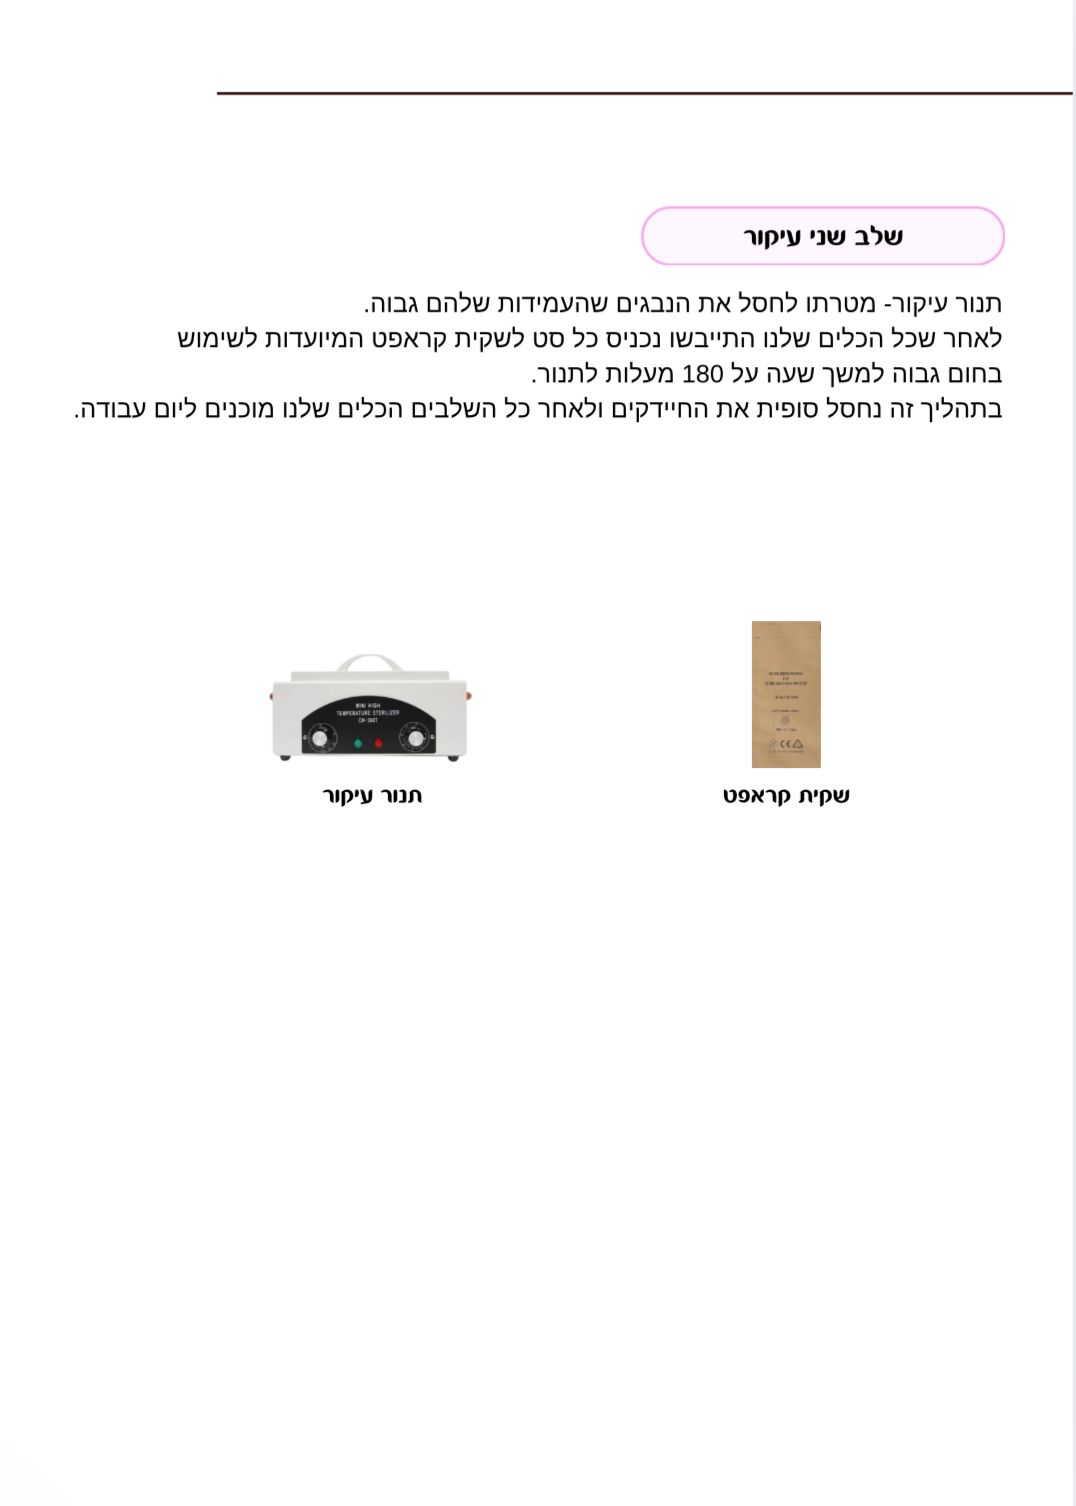 שלב שני עיקור
תנור עיקור- מטרתו לחסל את הנבגים שהעמידות שלהם גבוה.
לאחר שכל הכלים שלנו התייבשו נכניס כל סט לשקית קראפט המיועדות לשימוש
בחום גבוה למשך שעה על 180 מעלות לתנור.
בתהליך זה נחסל סופית את החיידקים ולאחר כל השלבים הכלים שלנו מוכנים ליום עבודה.
MINI HIGH
TEMPERATURE STERILIZER
CH-360T
שקית קראפט
תנור עיקור